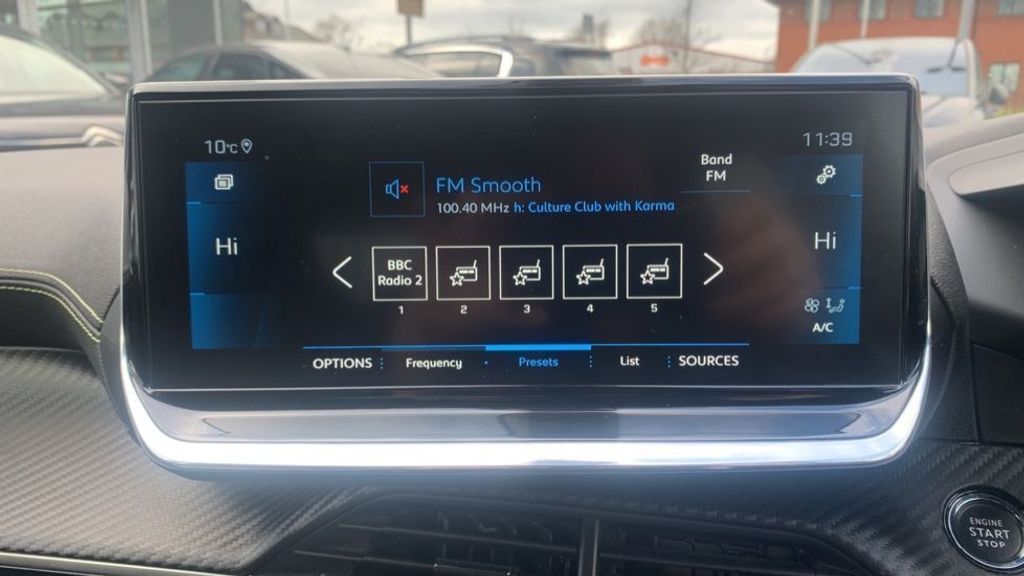 10°C
11:39
Band
FM
FM Smooth
100.40 MHz h: Culture Club with Karma
Hi
Hi
BBC
Radio 2
1
2
3
4
5
A/C
OPTIONS
Frequency
Presets
List
SOURCES
ENGINE
START
STOP